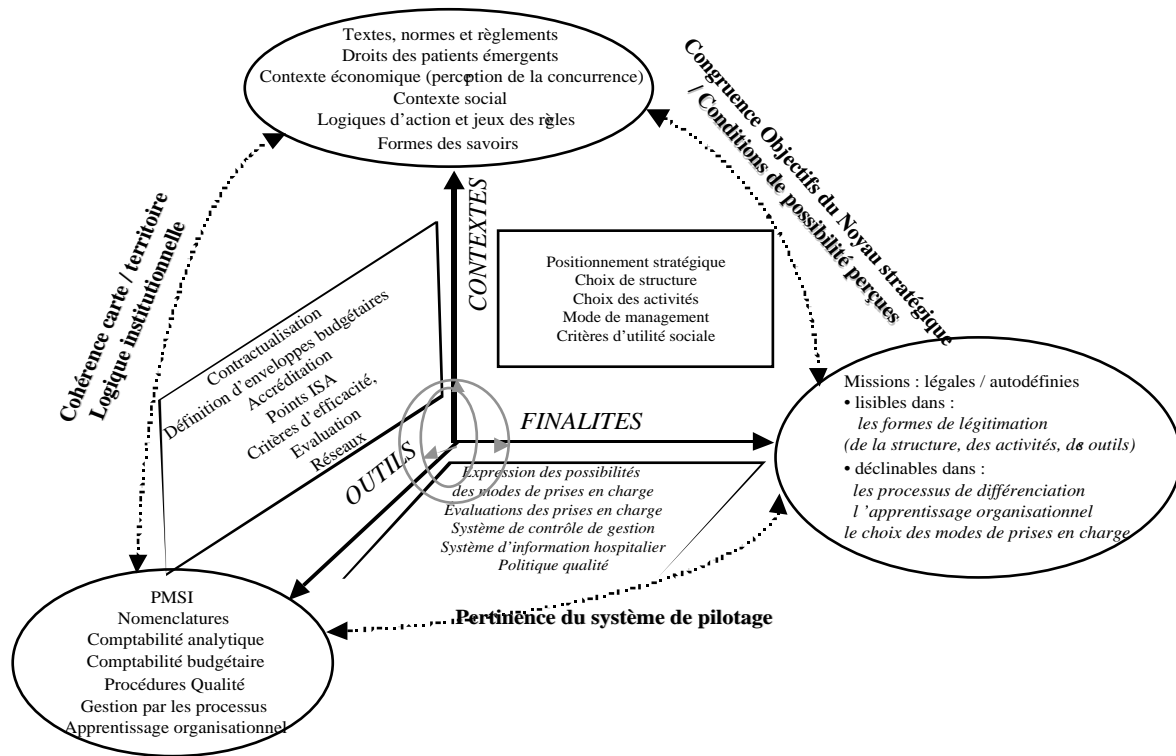 Textes, normes et règlements
Droits des patients émergents
Contexte économique (perception de la concurrence)
Contexte social
Logiques d'action et jeux des règles
Formes des savoirs
Congruence Objectifs du Noyau stratégique
/ Conditions de possibilité perçues
Cohérence carte / territoire
Logique institutionnelle
CONTEXTES
Positionnement stratégique
Choix de structure
Choix des activités
Mode de management
Critères d'utilité sociale
Contractualisation
Définition d'enveloppes budgétaires
Accréditation
Points ISA
Critères d'efficacité,
Evaluation
Réseaux
FINALITES
OUTILS
Missions : légales / autodéfinies
• lisibles dans :
les formes de légitimation
(de la structure, des activités, des outils)
• déclinables dans :
les processus de différenciation
l 'apprentissage organisationnel
le choix des modes de prises en charge
Expression des possibilités
des modes de prises en charge
Evaluations des prises en charge
Système de contrôle de gestion
Système d'information hospitalier
Politique qualité
Pertinence du système de pilotage
PMSI
Nomenclatures
Comptabilité analytique
Comptabilité budgétaire
Procédures Qualité
Gestion par les processus
Apprentissage organisationnel